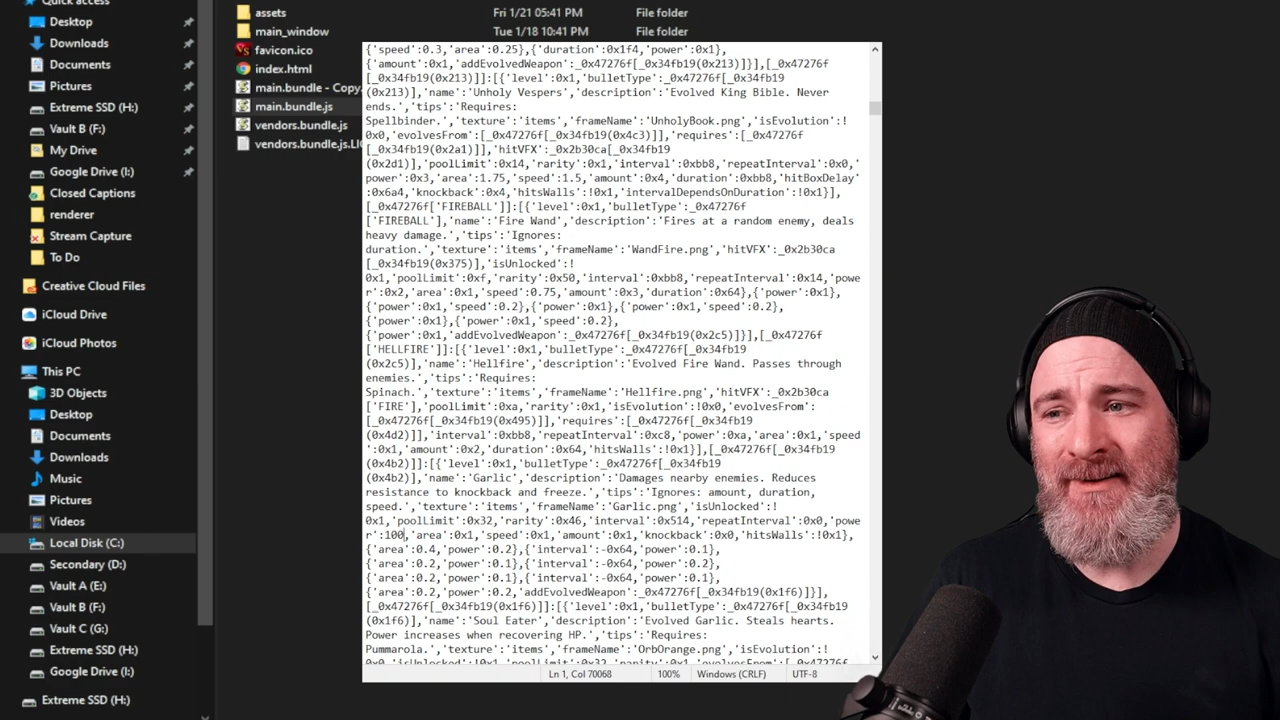 Quick access
Desktop
Downloads
Documents
Pictures
Extreme SSD (H:)
Vault B (F:)
My Drive
Google Drive (I:)
Closed Captions
renderer
Stream Capture
To Do
Creative Cloud Files
iCloud Drive
iCloud Photos
This PC
3D Objects
Desktop
Documents
Downloads
Music
Pictures
Videos
Local Disk (C:)
Secondary (D:)
Vault A (E:)
Vault B (F:)
Vault C (G:)
Extreme SSD (H:)
Google Drive (I:)
Extreme SSD (H:)
assets Fri 1/21 05:41 PM File folder
main_window Tue 1/18 10:41 PM File folder
favicon.ico
index.html
main.bundle - Copy.
main.bundle.js
vendors.bundle.js
vendors.bundle.js.LIC
{'speed':0.3,'area':0.25},{'duration':0x1f4,'power':0x1},
{'amount':0x1,'addEvolvedWeapon':_0x47276f[_0x34fb19(0x213)]}],[_0x47276f
[_0x34fb19(0x213)]]:[{'level':0x1,'bulletType':_0x47276f[_0x34fb19
(0x213)],'name':'Unholy Vespers','description':'Evolved King Bible. Never
ends.','tips':'Requires:
Spellbinder.','texture':'items','frameName':'UnholyBook.png','isEvolution':!
0x0,'evolvesFrom':[_0x47276f[_0x34fb19(0x4c3)]],'requires':[_0x47276f
[_0x34fb19(0x2a1)]],'hitVFX':_0x2b30ca[_0x34fb19
(0x2d1)],'poolLimit':0x14,'rarity':0x1,'interval':0xbb8,'repeatInterval':0x0,'
power':0x3,'area':1.75,'speed':1.5,'amount':0x4,'duration':0xbb8,'hitBoxDelay'
:0x6a4,'knockback':0x4,'hitsWalls':!0x1,'intervalDependsOnDuration':!0x1}],
[_0x47276f['FIREBALL']]:[{'level':0x1,'bulletType':_0x47276f
['FIREBALL'],'name':'Fire Wand','description':'Fires at a random enemy, deals
heavy damage.','tips':'Ignores:
duration.','texture':'items','frameName':'WandFire.png','hitVFX':_0x2b30ca
[_0x34fb19(0x375)],'isUnlocked':!
0x1,'poolLimit':0xf,'rarity':0x50,'interval':0xbb8,'repeatInterval':0x14,'powe
r':0x2,'area':0x1,'speed':0.75,'amount':0x3,'duration':0x64},{'power':0x1},
{'power':0x1,'speed':0.2},{'power':0x1},{'power':0x1,'speed':0.2},
{'power':0x1},{'power':0x1,'speed':0.2},
{'power':0x1,'addEvolvedWeapon':_0x47276f[_0x34fb19(0x2c5)]}],[_0x47276f
['HELLFIRE']]:[{'level':0x1,'bulletType':_0x47276f[_0x34fb19
(0x2c5)],'name':'Hellfire','description':'Evolved Fire Wand. Passes through
enemies.','tips':'Requires:
Spinach.','texture':'items','frameName':'Hellfire.png','hitVFX':_0x2b30ca
['FIRE'],'poolLimit':0xa,'rarity':0x1,'isEvolution':!0x0,'evolvesFrom':
[_0x47276f[_0x34fb19(0x495)]],'requires':[_0x47276f[_0x34fb19
(0x4d2)]],'interval':0xbb8,'repeatInterval':0xc8,'power':0xa,'area':0x1,'speed
':0x1,'amount':0x2,'duration':0x64,'hitsWalls':!0x1}],[_0x47276f[_0x34fb19
(0x4b2)]]:[{'level':0x1,'bulletType':_0x47276f[_0x34fb19
(0x4b2)],'name':'Garlic','description':'Damages nearby enemies. Reduces
resistance to knockback and freeze.','tips':'Ignores: amount, duration,
speed.','texture':'items','frameName':'Garlic.png','isUnlocked':!
0x1,'poolLimit':0x32,'rarity':0x46,'interval':0x514,'repeatInterval':0x0,'powe
r':100,'area':0x1,'speed':0x1,'amount':0x1,'knockback':0x0,'hitsWalls':!0x1},
{'area':0.4,'power':0.2},{'interval':-0x64,'power':0.1},
{'area':0.2,'power':0.1},{'interval':-0x64,'power':0.2},
{'area':0.2,'power':0.1},{'interval':-0x64,'power':0.1},
{'area':0.2,'power':0.2,'addEvolvedWeapon':_0x47276f[_0x34fb19(0x1f6)]}],
[_0x47276f[_0x34fb19(0x1f6)]]:[{'level':0x1,'bulletType':_0x47276f[_0x34fb19
(0x1f6)],'name':'Soul Eater','description':'Evolved Garlic. Steals hearts.
Power increases when recovering HP.','tips':'Requires:
Pummarola.','texture':'items','frameName':'OrbOrange.png','isEvolution':!
0x0,'isUnlocked':!0x1,'poolLimit':0x32,'rarity':0x1,'evolvesFrom':[_0x47276f
Ln 1, Col 70068 100% Windows (CRLF) UTF-8